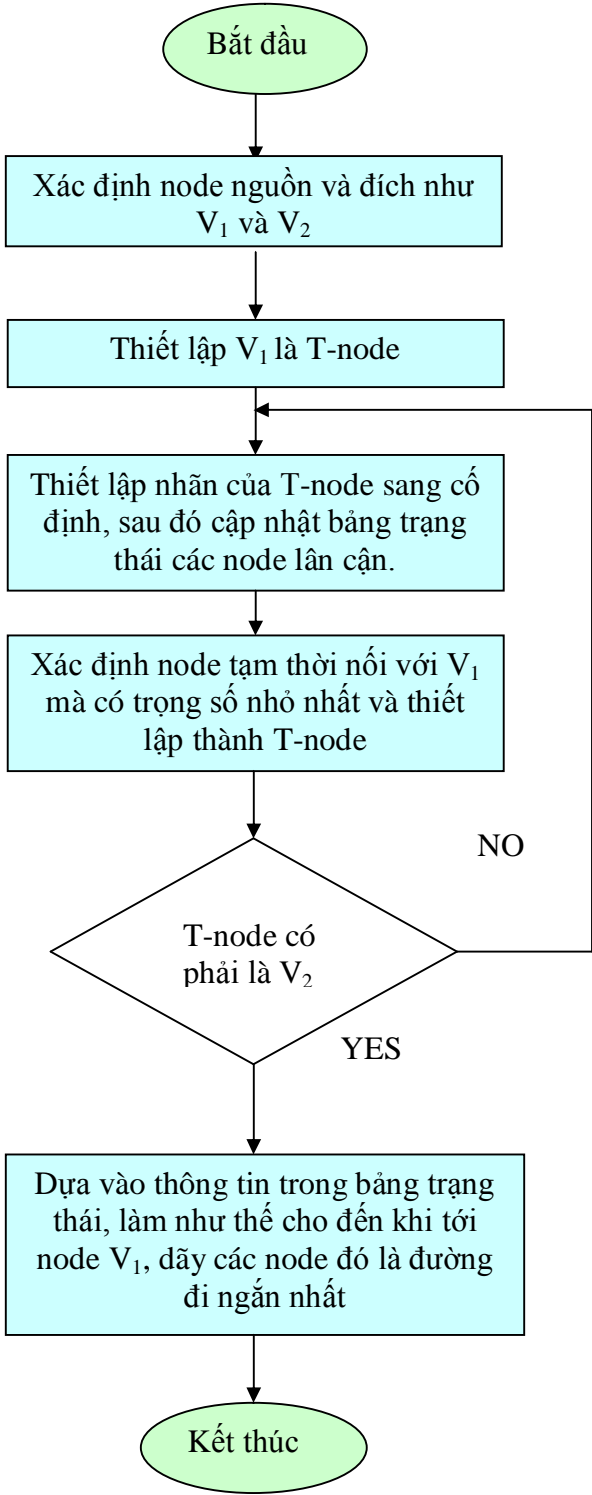 Bắt đầu
Xác định node nguồn và đích như
V₁ và V₂
Thiết lập V₁ là T-node
Thiết lập nhãn của T-node sang cố
định, sau đó cập nhật bảng trạng
thái các node lân cận.
Xác định node tạm thời nối với V₁
mà có trọng số nhỏ nhất và thiết
lập thành T-node
NO
T-node có
phải là V₂
YES
Dựa vào thông tin trong bảng trạng
thái, làm như thế cho đến khi tới
node V₁, dãy các node đó là đường
đi ngắn nhất
Kết thúc